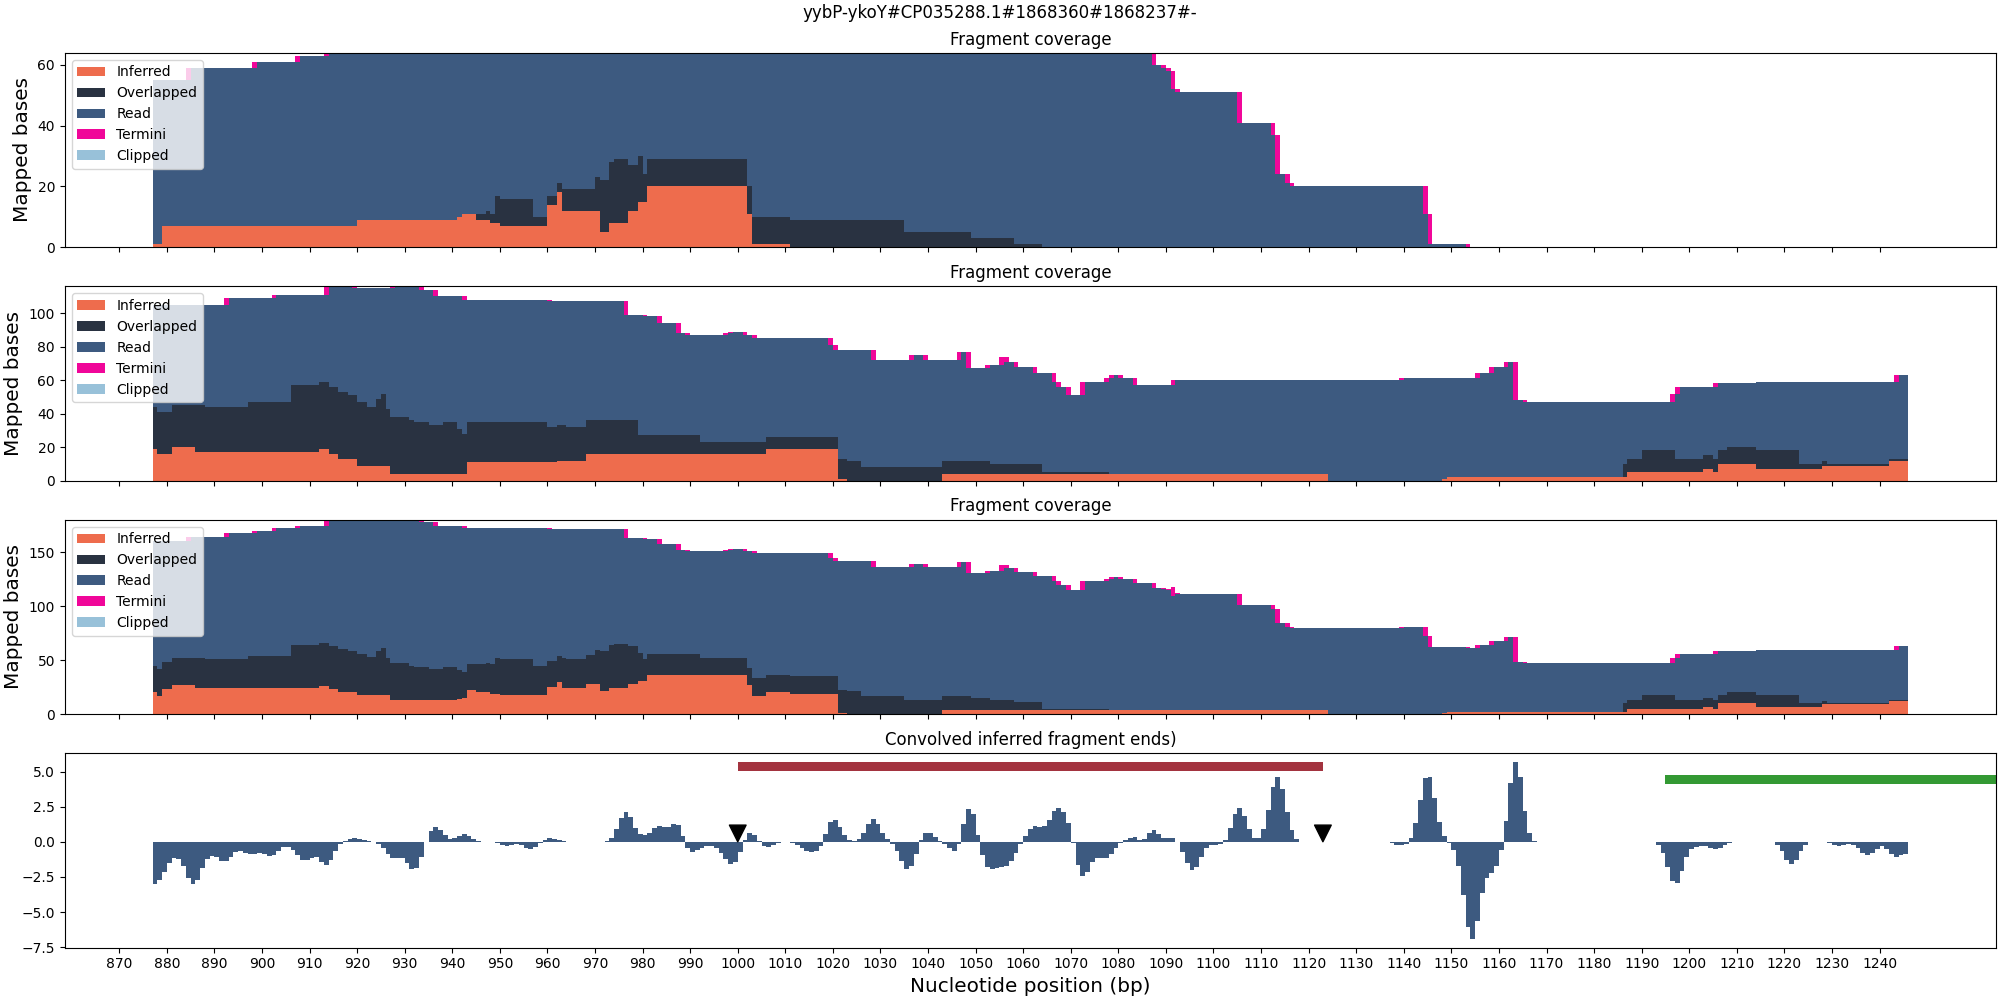 yybP-ykoY#CP035288.1#1868360#1868237#-
Fragment coverage
Mapped bases
60
40
20
0
Inferred
Overlapped
Read
Termini
Clipped
Fragment coverage
Mapped bases
100
80
60
40
20
0
Inferred
Overlapped
Read
Termini
Clipped
Fragment coverage
Mapped bases
150
100
50
0
Inferred
Overlapped
Read
Termini
Clipped
Convolved inferred fragment ends)
5.0
2.5
0.0
−2.5
−5.0
−7.5
870 880 890 900 910 920 930 940 950 960 970 980 990 1000 1010 1020 1030 1040 1050 1060 1070 1080 1090 1100 1110 1120 1130 1140 1150 1160 1170 1180 1190 1200 1210 1220 1230 1240
Nucleotide position (bp)